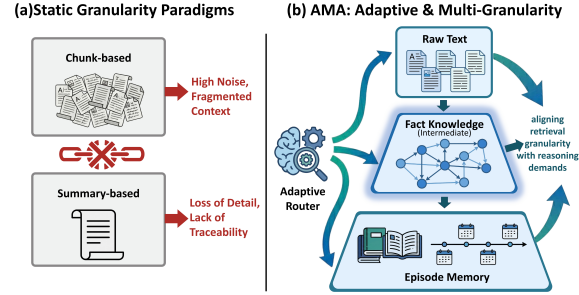 (a)Static Granularity Paradigms
Chunk-based
High Noise,
Fragmented
Context
Summary-based
Loss of Detail,
Lack of
Traceability
(b) AMA: Adaptive & Multi-Granularity
Raw Text
Fact Knowledge
(Intermediate)
Adaptive
Router
aligning
retrieval
granularity
with reasoning
demands
Episode Memory